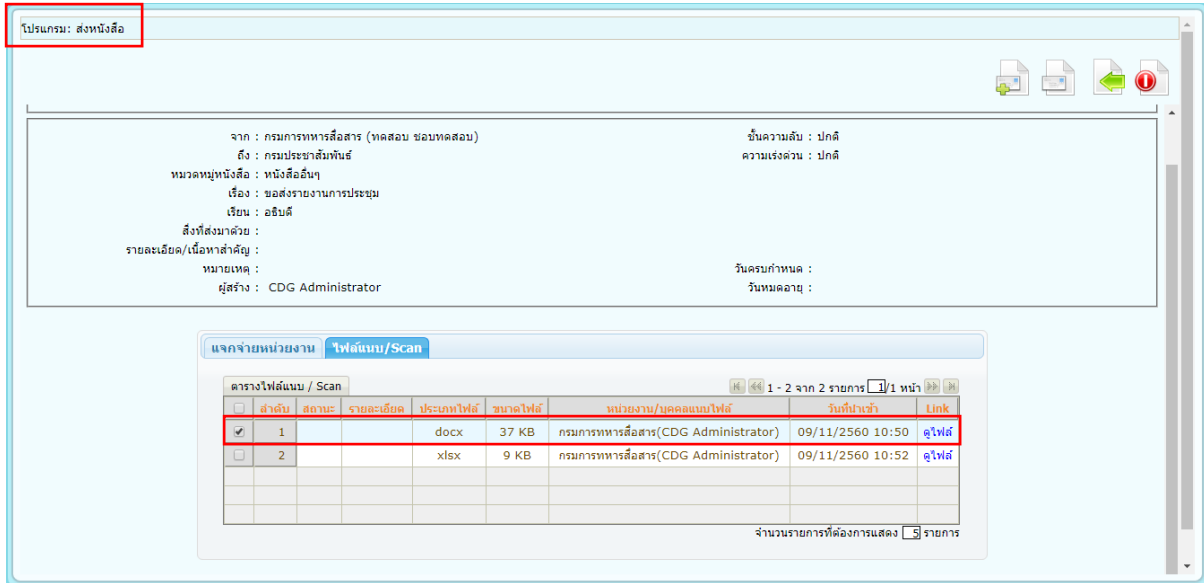 โปรแกรม: ส่งหนังสือ
จาก : กรมการทหารสื่อสาร (ทดสอบ ชอบทดสอบ) ชั้นความลับ : ปกติ
ถึง : กรมประชาสัมพันธ์ ความเร่งด่วน : ปกติ
หมวดหมู่หนังสือ : หนังสืออื่นๆ
เรื่อง : ขอส่งรายงานการประชุม
เรียน : อธิบดี
สิ่งที่ส่งมาด้วย :
รายละเอียด/เนื้อหาสำคัญ :
หมายเหตุ : วันครบกำหนด :
ผู้สร้าง : CDG Administrator วันหมดอายุ :
แจกจ่ายหน่วยงาน ไฟล์แนบ/Scan
ตารางไฟล์แนบ / Scan 1 - 2 จาก 2 รายการ 1/1 หน้า
ลำดับ สถานะ รายละเอียด ประเภทไฟล์ ขนาดไฟล์ หน่วยงาน/บุคคลแนบไฟล์ วันที่นำเข้า Link
1 docx 37 KB กรมการทหารสื่อสาร(CDG Administrator) 09/11/2560 10:50 ดูไฟล์
2 xlsx 9 KB กรมการทหารสื่อสาร(CDG Administrator) 09/11/2560 10:52 ดูไฟล์
จำนวนรายการที่ต้องการแสดง 5 รายการ